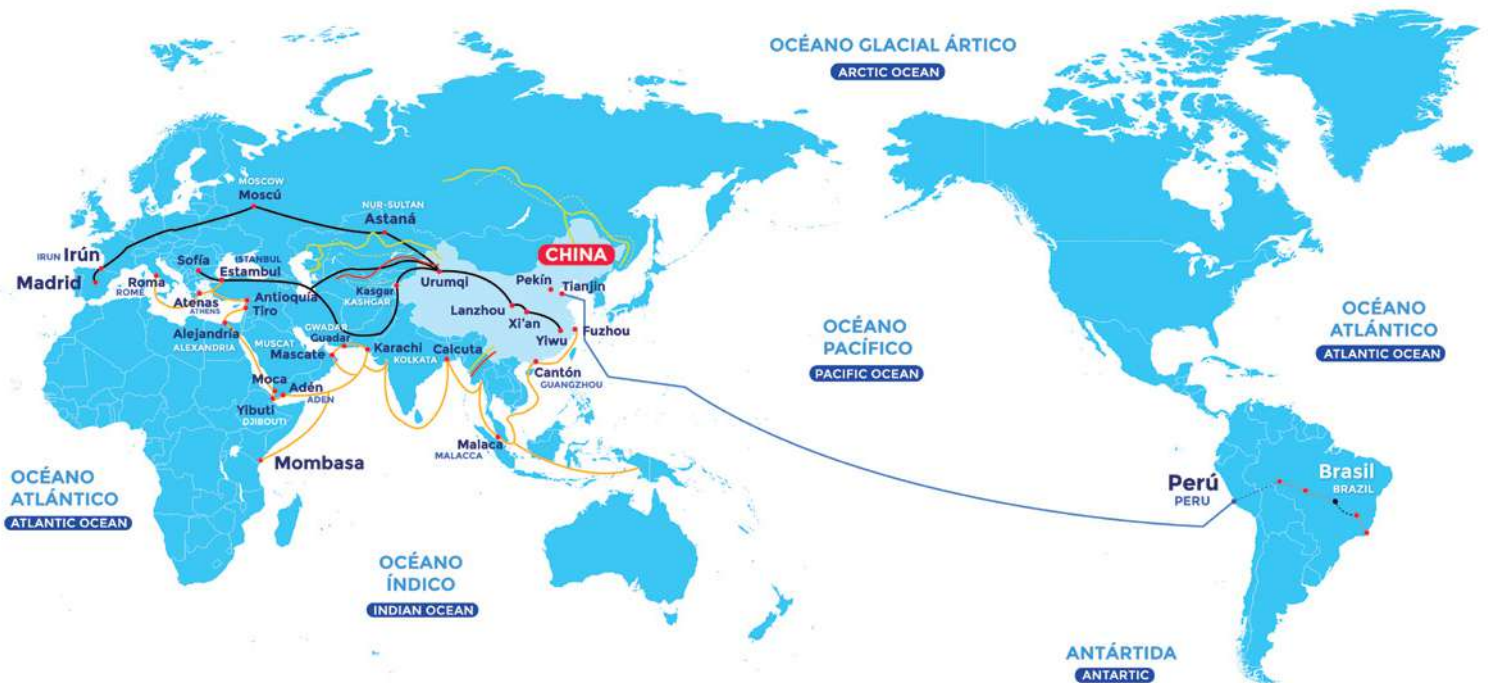 OCÉANO GLACIAL ÁRTICO
ARCTIC OCEAN
MOSCOW
Moscú
NUR-SULTAN
Astaná
IRUN Irún
Madrid
Sofía
ISTANBUL
Estambul
Roma
ROME
Atenas
ATHENS
Antioquía
Tiro
Alejandría
ALEXANDRIA
CHINA
Urumqi
Kasgar
KASHGAR
Pekín
Tianjin
Lanzhou
Xi'an
Yiwu
Fuzhou
GWADAR
Guadar
MUSCAT
Mascate
Karachi
Calcuta
KOLKATA
Cantón
GUANGZHOU
Moca
Adén
ADEN
Yibuti
DJIBOUTI
Malaca
MALACCA
Mombasa
OCÉANO
ATLÁNTICO
ATLANTIC OCEAN
OCÉANO
ÍNDICO
INDIAN OCEAN
OCÉANO
PACÍFICO
PACIFIC OCEAN
OCÉANO
ATLÁNTICO
ATLANTIC OCEAN
Perú
PERU
Brasil
BRAZIL
ANTÁRTIDA
ANTARTIC